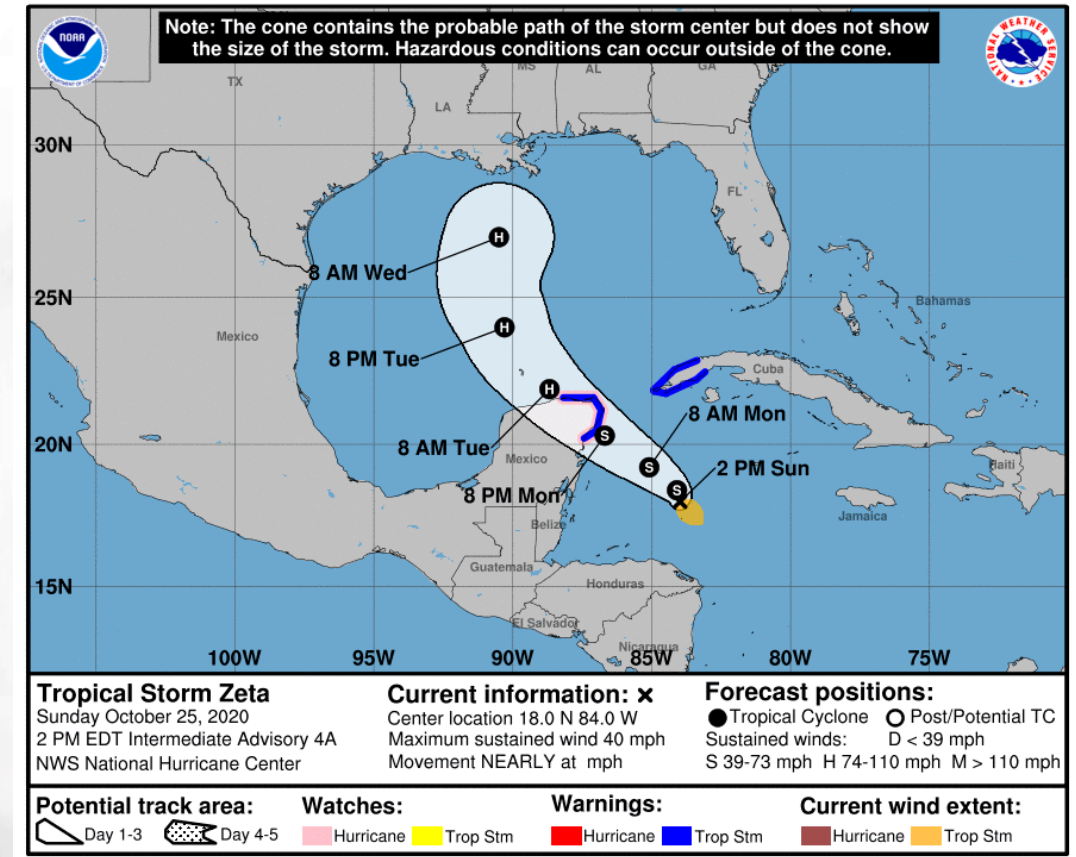 Note: The cone contains the probable path of the storm center but does not show
the size of the storm. Hazardous conditions can occur outside of the cone.
NOAA
NATIONAL WEATHER SERVICE
TX
MS
AL
GA
LA
30N
FL
8 AM Wed
25N
Bahamas
Mexico
8 PM Tue
Cuba
8 AM Mon
20N
8 AM Tue
Mexico
2 PM Sun
Haiti
8 PM Mon
Jamaica
Belize
Guatemala
15N
Honduras
El Salvador
Nicaragua
100W 95W 90W 85W 80W 75W
H
H
H
S
S
S
Tropical Storm Zeta
Sunday October 25, 2020
2 PM EDT Intermediate Advisory 4A
NWS National Hurricane Center
Current information: ×
Center location 18.0 N 84.0 W
Maximum sustained wind 40 mph
Movement NEARLY at  mph
Forecast positions:
Tropical Cyclone Post/Potential TC
Sustained winds: D < 39 mph
S 39-73 mph H 74-110 mph M > 110 mph
Potential track area:
Day 1-3 Day 4-5
Watches:
Hurricane Trop Stm
Warnings:
Hurricane Trop Stm
Current wind extent:
Hurricane Trop Stm